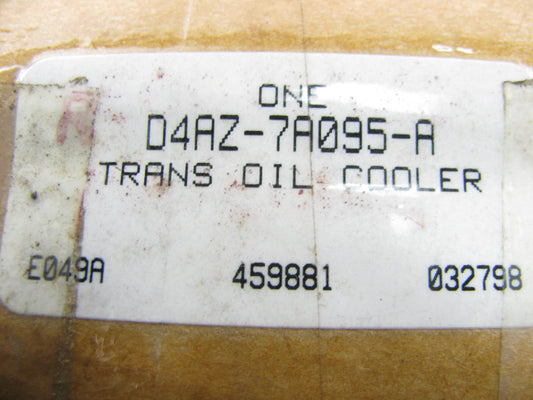 ONE
D4AZ-7A095-A
TRANS OIL COOLER
E049A 459881 032798